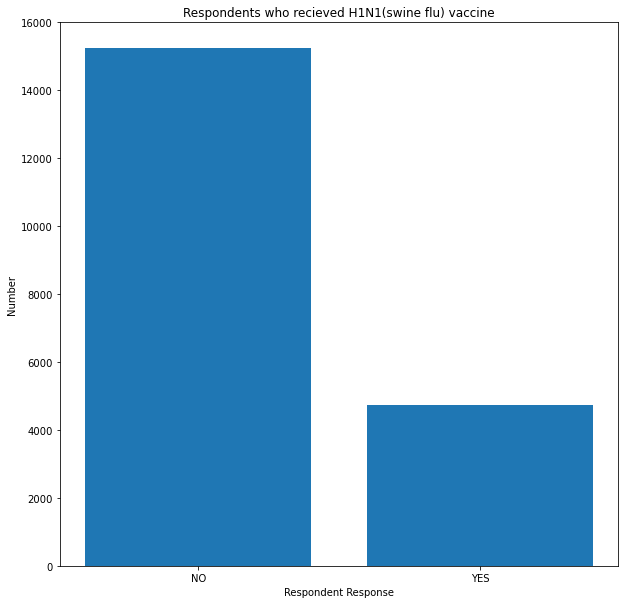 Respondents who recieved H1N1(swine flu) vaccine
16000
14000
12000
10000
8000
6000
4000
2000
0
Number
NO YES
Respondent Response